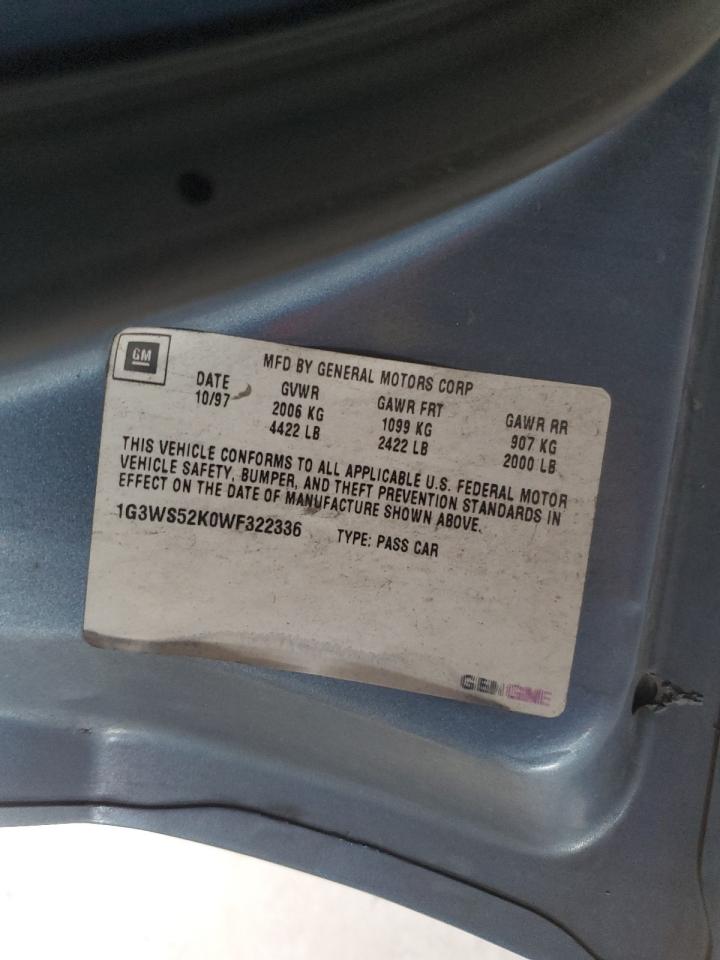 GM
MFD BY GENERAL MOTORS CORP
DATE GVWR GAWR FRT GAWR RR
10/97 2006 KG 1099 KG 907 KG
4422 LB 2422 LB 2000 LB
THIS VEHICLE CONFORMS TO ALL APPLICABLE U.S. FEDERAL MOTOR
VEHICLE SAFETY, BUMPER, AND THEFT PREVENTION STANDARDS IN
EFFECT ON THE DATE OF MANUFACTURE SHOWN ABOVE.
1G3WS52K0WF322336 TYPE: PASS CAR